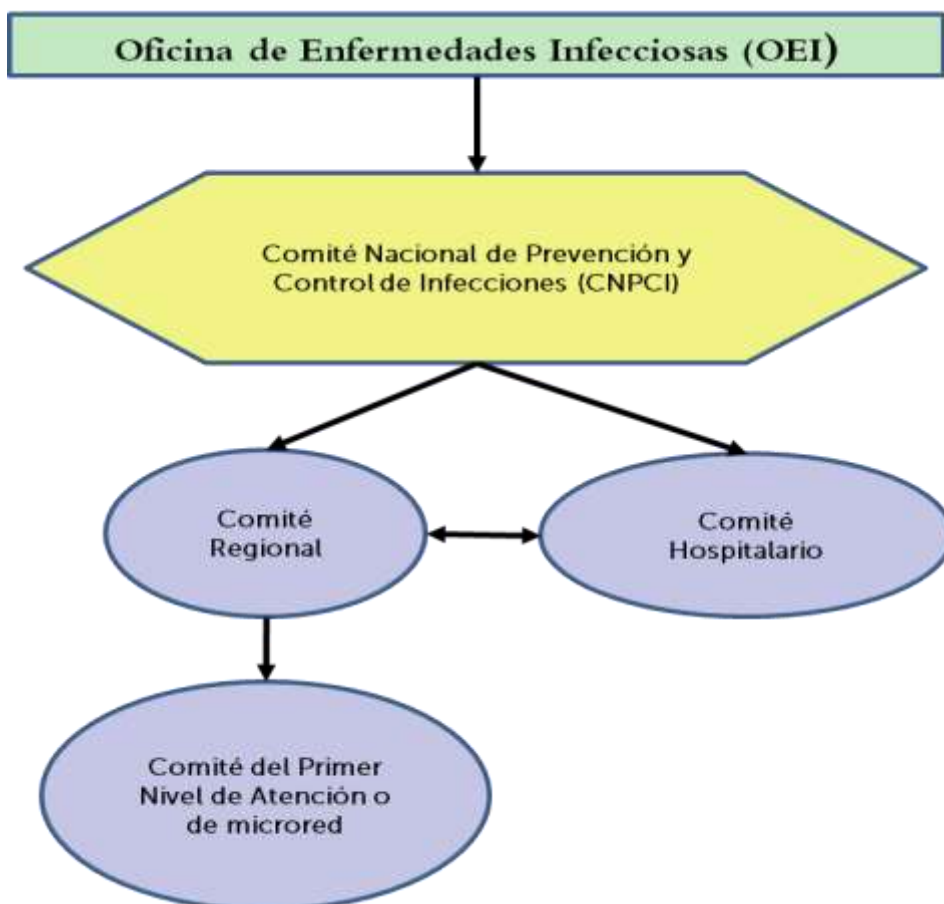 Oficina de Enfermedades Infecciosas (OEI)
Comité Nacional de Prevención y
Control de Infecciones (CNPCI)
Comité
Regional
Comité
Hospitalario
Comité del Primer
Nivel de Atención o
de microred